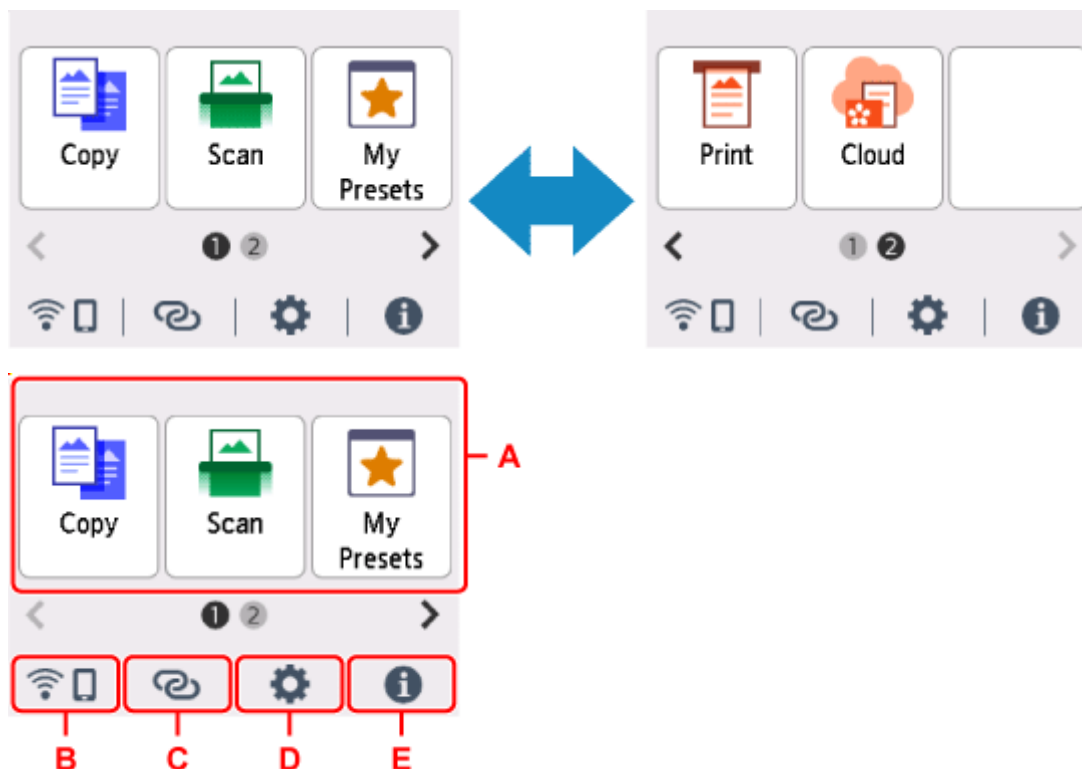 Copy
Scan
My
Presets
1 2
Print
Cloud
1 2
Copy
Scan
My
Presets
A
1 2
B
C
D
E